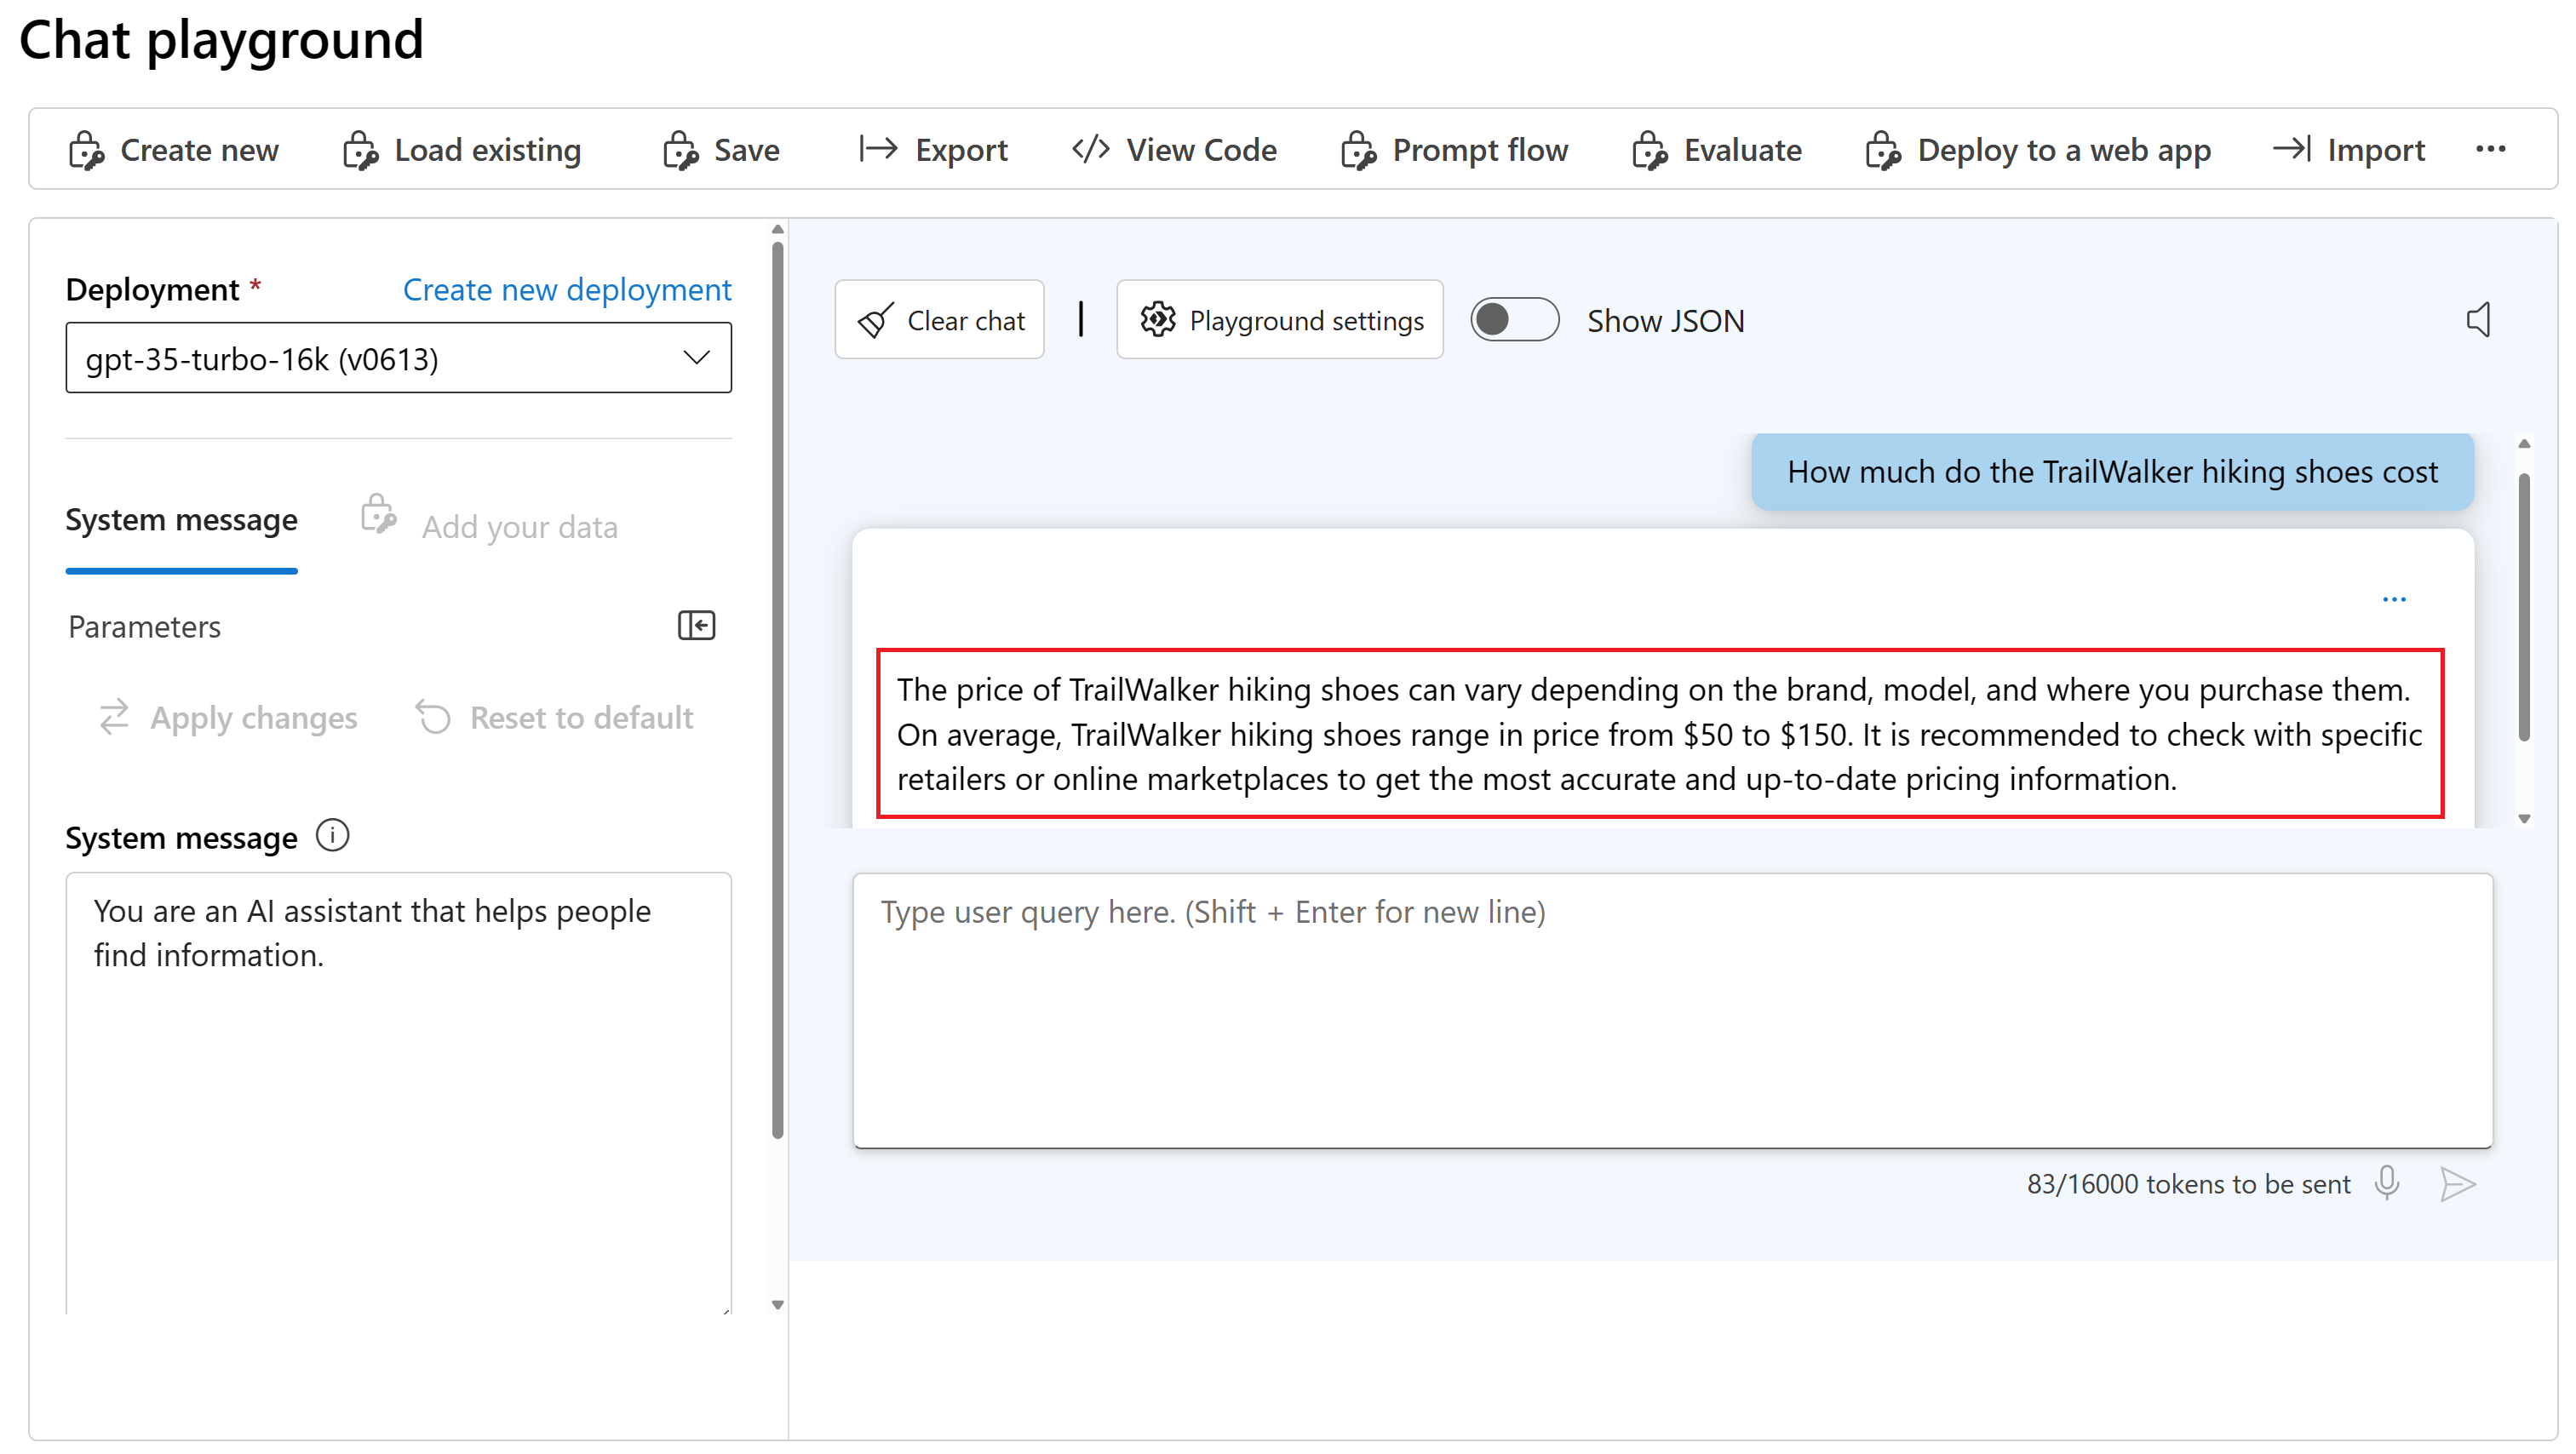 Chat playground
Create new
Load existing
Save
Export
View Code
Prompt flow
Evaluate
Deploy to a web app
Import
Deployment *
Create new deployment
gpt-35-turbo-16k (v0613)
System message
Add your data
Parameters
Apply changes
Reset to default
System message
You are an AI assistant that helps people
find information.
Clear chat
Playground settings
Show JSON
How much do the TrailWalker hiking shoes cost
The price of TrailWalker hiking shoes can vary depending on the brand, model, and where you purchase them.
On average, TrailWalker hiking shoes range in price from $50 to $150. It is recommended to check with specific
retailers or online marketplaces to get the most accurate and up-to-date pricing information.
Type user query here. (Shift + Enter for new line)
83/16000 tokens to be sent